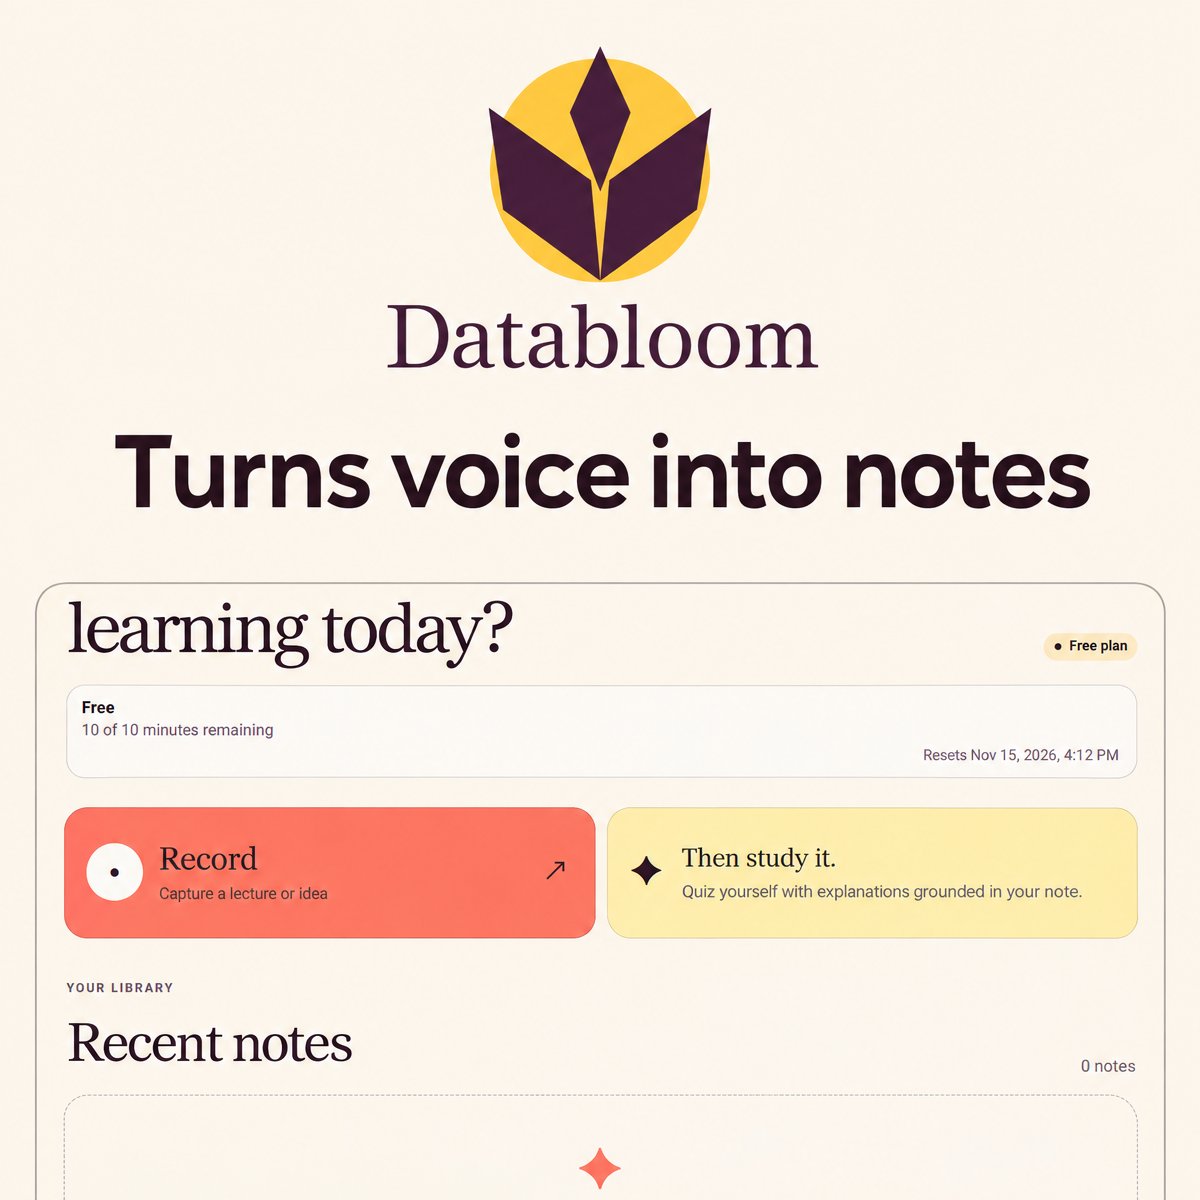 Databloom
Turns voice into notes
learning today?
Free plan
Free
10 of 10 minutes remaining
Resets Nov 15, 2026, 4:12 PM
Record
Capture a lecture or idea
Then study it.
Quiz yourself with explanations grounded in your note.
YOUR LIBRARY
Recent notes
0 notes